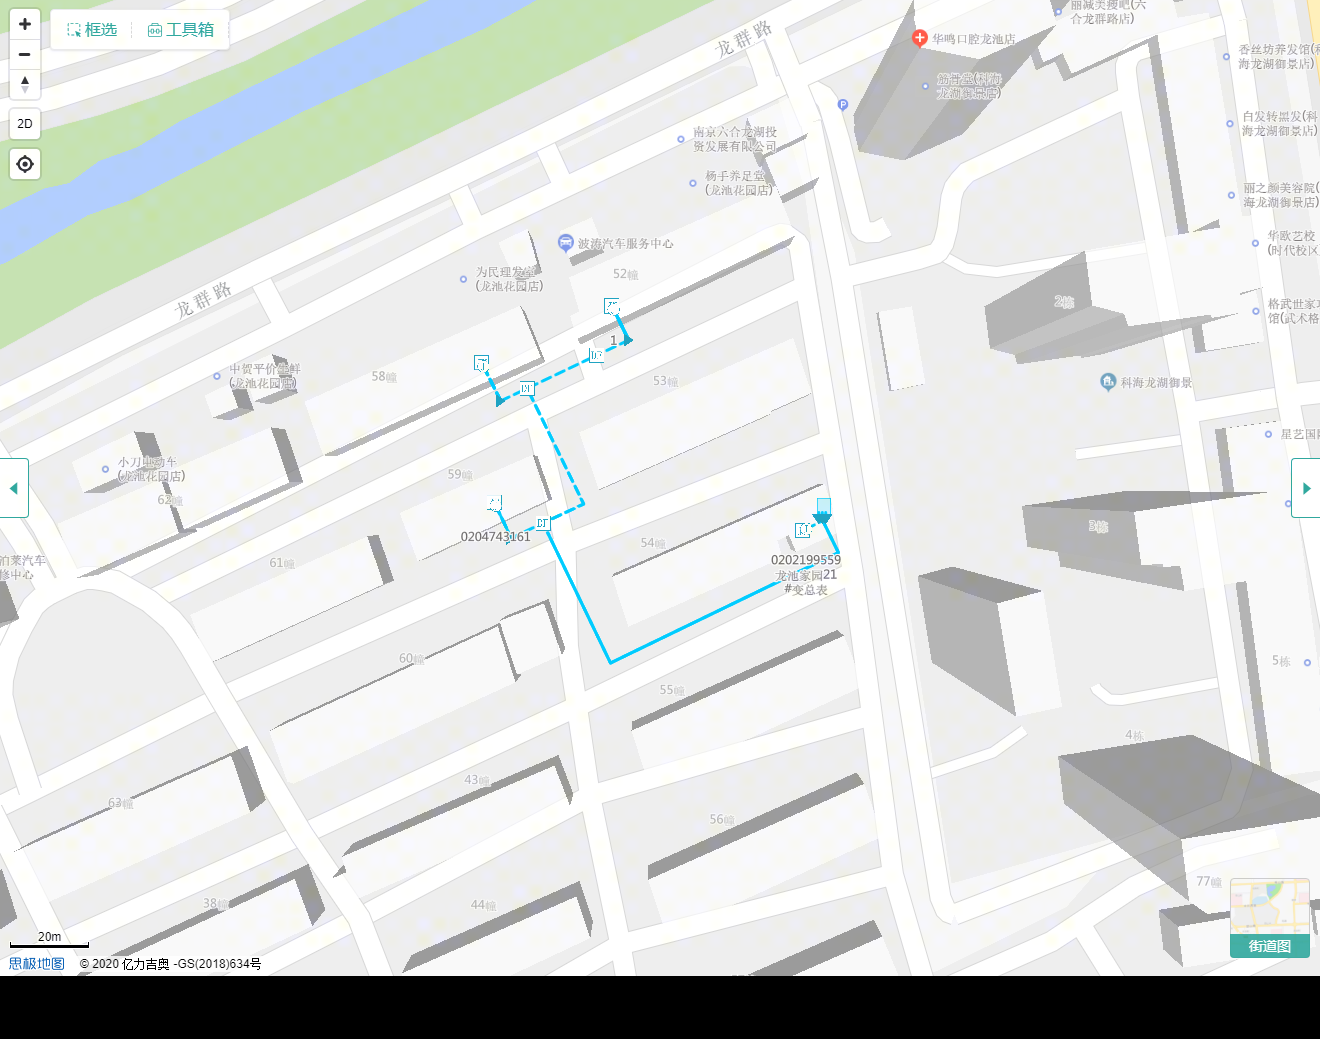 框选
工具箱
2D
龙群路
丽减美瘦吧(六
合龙群路店)
华鸣口腔龙池店
筋骨堂(科海
龙湖御景店)
香丝坊养发馆(科
海龙湖御景店)
白发转黑发(科
海龙湖御景店)
丽之颜美容院(
海龙湖御景店)
华欧艺校
(时代校区)
格武世家功
馆(武术格
P
南京六合龙湖投
资发展有限公司
杨手养足堂
(龙池花园店)
波涛汽车服务中心
为民理发室
(龙池花园店)
52幢
龙群路
中贺平价生鲜
(龙池花园店)
58幢
1
53幢
2栋
科海龙湖御景
星艺国际
小刀电动车
(龙池花园店)
62幢
59幢
0204743161
61幢
54幢
0202199559
龙池家园21
#变总表
3栋
泊莱汽车
修中心
60幢
55幢
5栋
4栋
63幢
43幢
56幢
38幢
44幢
77幢
20m
思极地图
© 2020 亿力吉奥 -GS(2018)634号
街道图